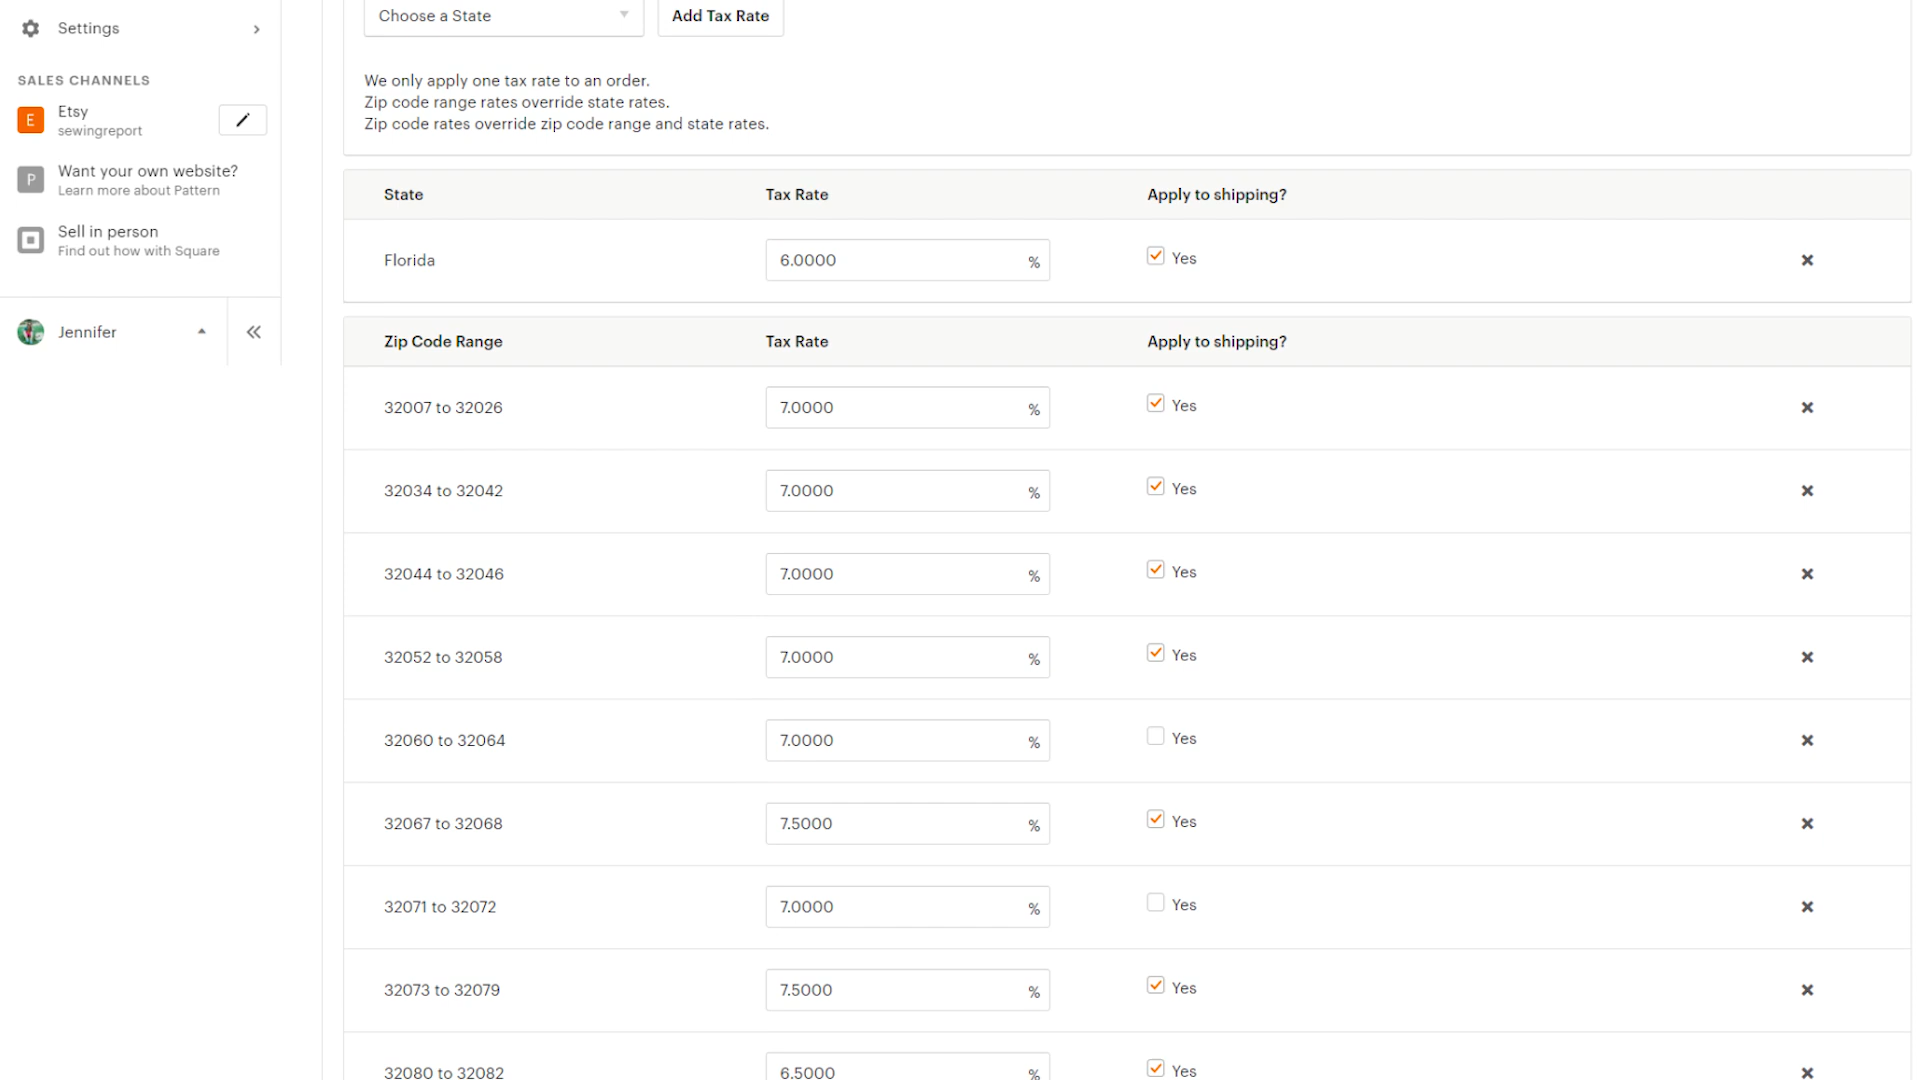 Settings
SALES CHANNELS
E
Etsy
sewingreport
P
Want your own website?
Learn more about Pattern
Sell in person
Find out how with Square
Jennifer
Choose a State
Add Tax Rate
We only apply one tax rate to an order.
Zip code range rates override state rates.
Zip code rates override zip code range and state rates.
State Tax Rate Apply to shipping?
Florida 6.0000 % Yes
Zip Code Range Tax Rate Apply to shipping?
32007 to 32026 7.0000 % Yes
32034 to 32042 7.0000 % Yes
32044 to 32046 7.0000 % Yes
32052 to 32058 7.0000 % Yes
32060 to 32064 7.0000 % Yes
32067 to 32068 7.5000 % Yes
32071 to 32072 7.0000 % Yes
32073 to 32079 7.5000 % Yes
32080 to 32082 6.5000 % Yes